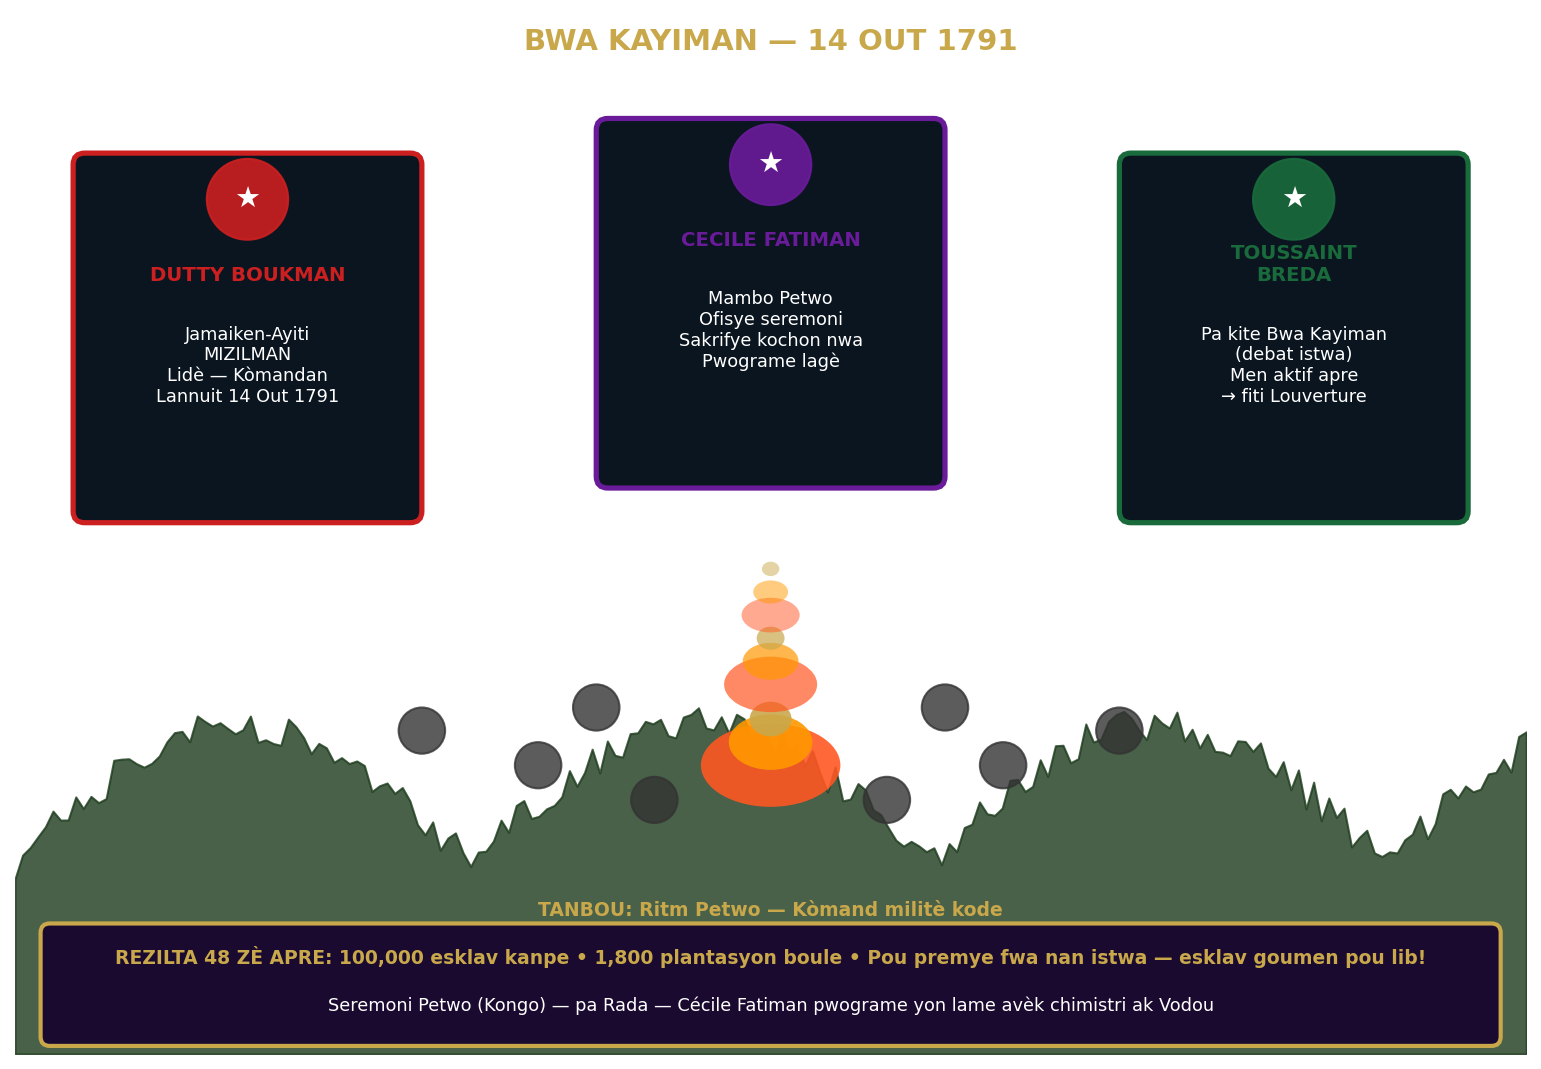 BWA KAYIMAN — 14 OUT 1791
DUTTY BOUKMAN
Jamaiken-Ayiti
MIZILMAN
Lidè — Kòmandan
Lannuit 14 Out 1791
CECILE FATIMAN
Mambo Petwo
Ofisye seremoni
Sakrifye kochon nwa
Pwograme lagè
TOUSSAINT
BREDA
Pa kite Bwa Kayiman
(debat istwa)
Men aktif apre
→ fiti Louverture
TANBOU: Ritm Petwo — Kòmand militè kode
REZILTA 48 ZÈ APRE: 100,000 esklav kanpe • 1,800 plantasyon boule • Pou premye fwa nan istwa — esklav goumen pou lib!
Seremoni Petwo (Kongo) — pa Rada — Cécile Fatiman pwograme yon lame avèk chimistri ak Vodou